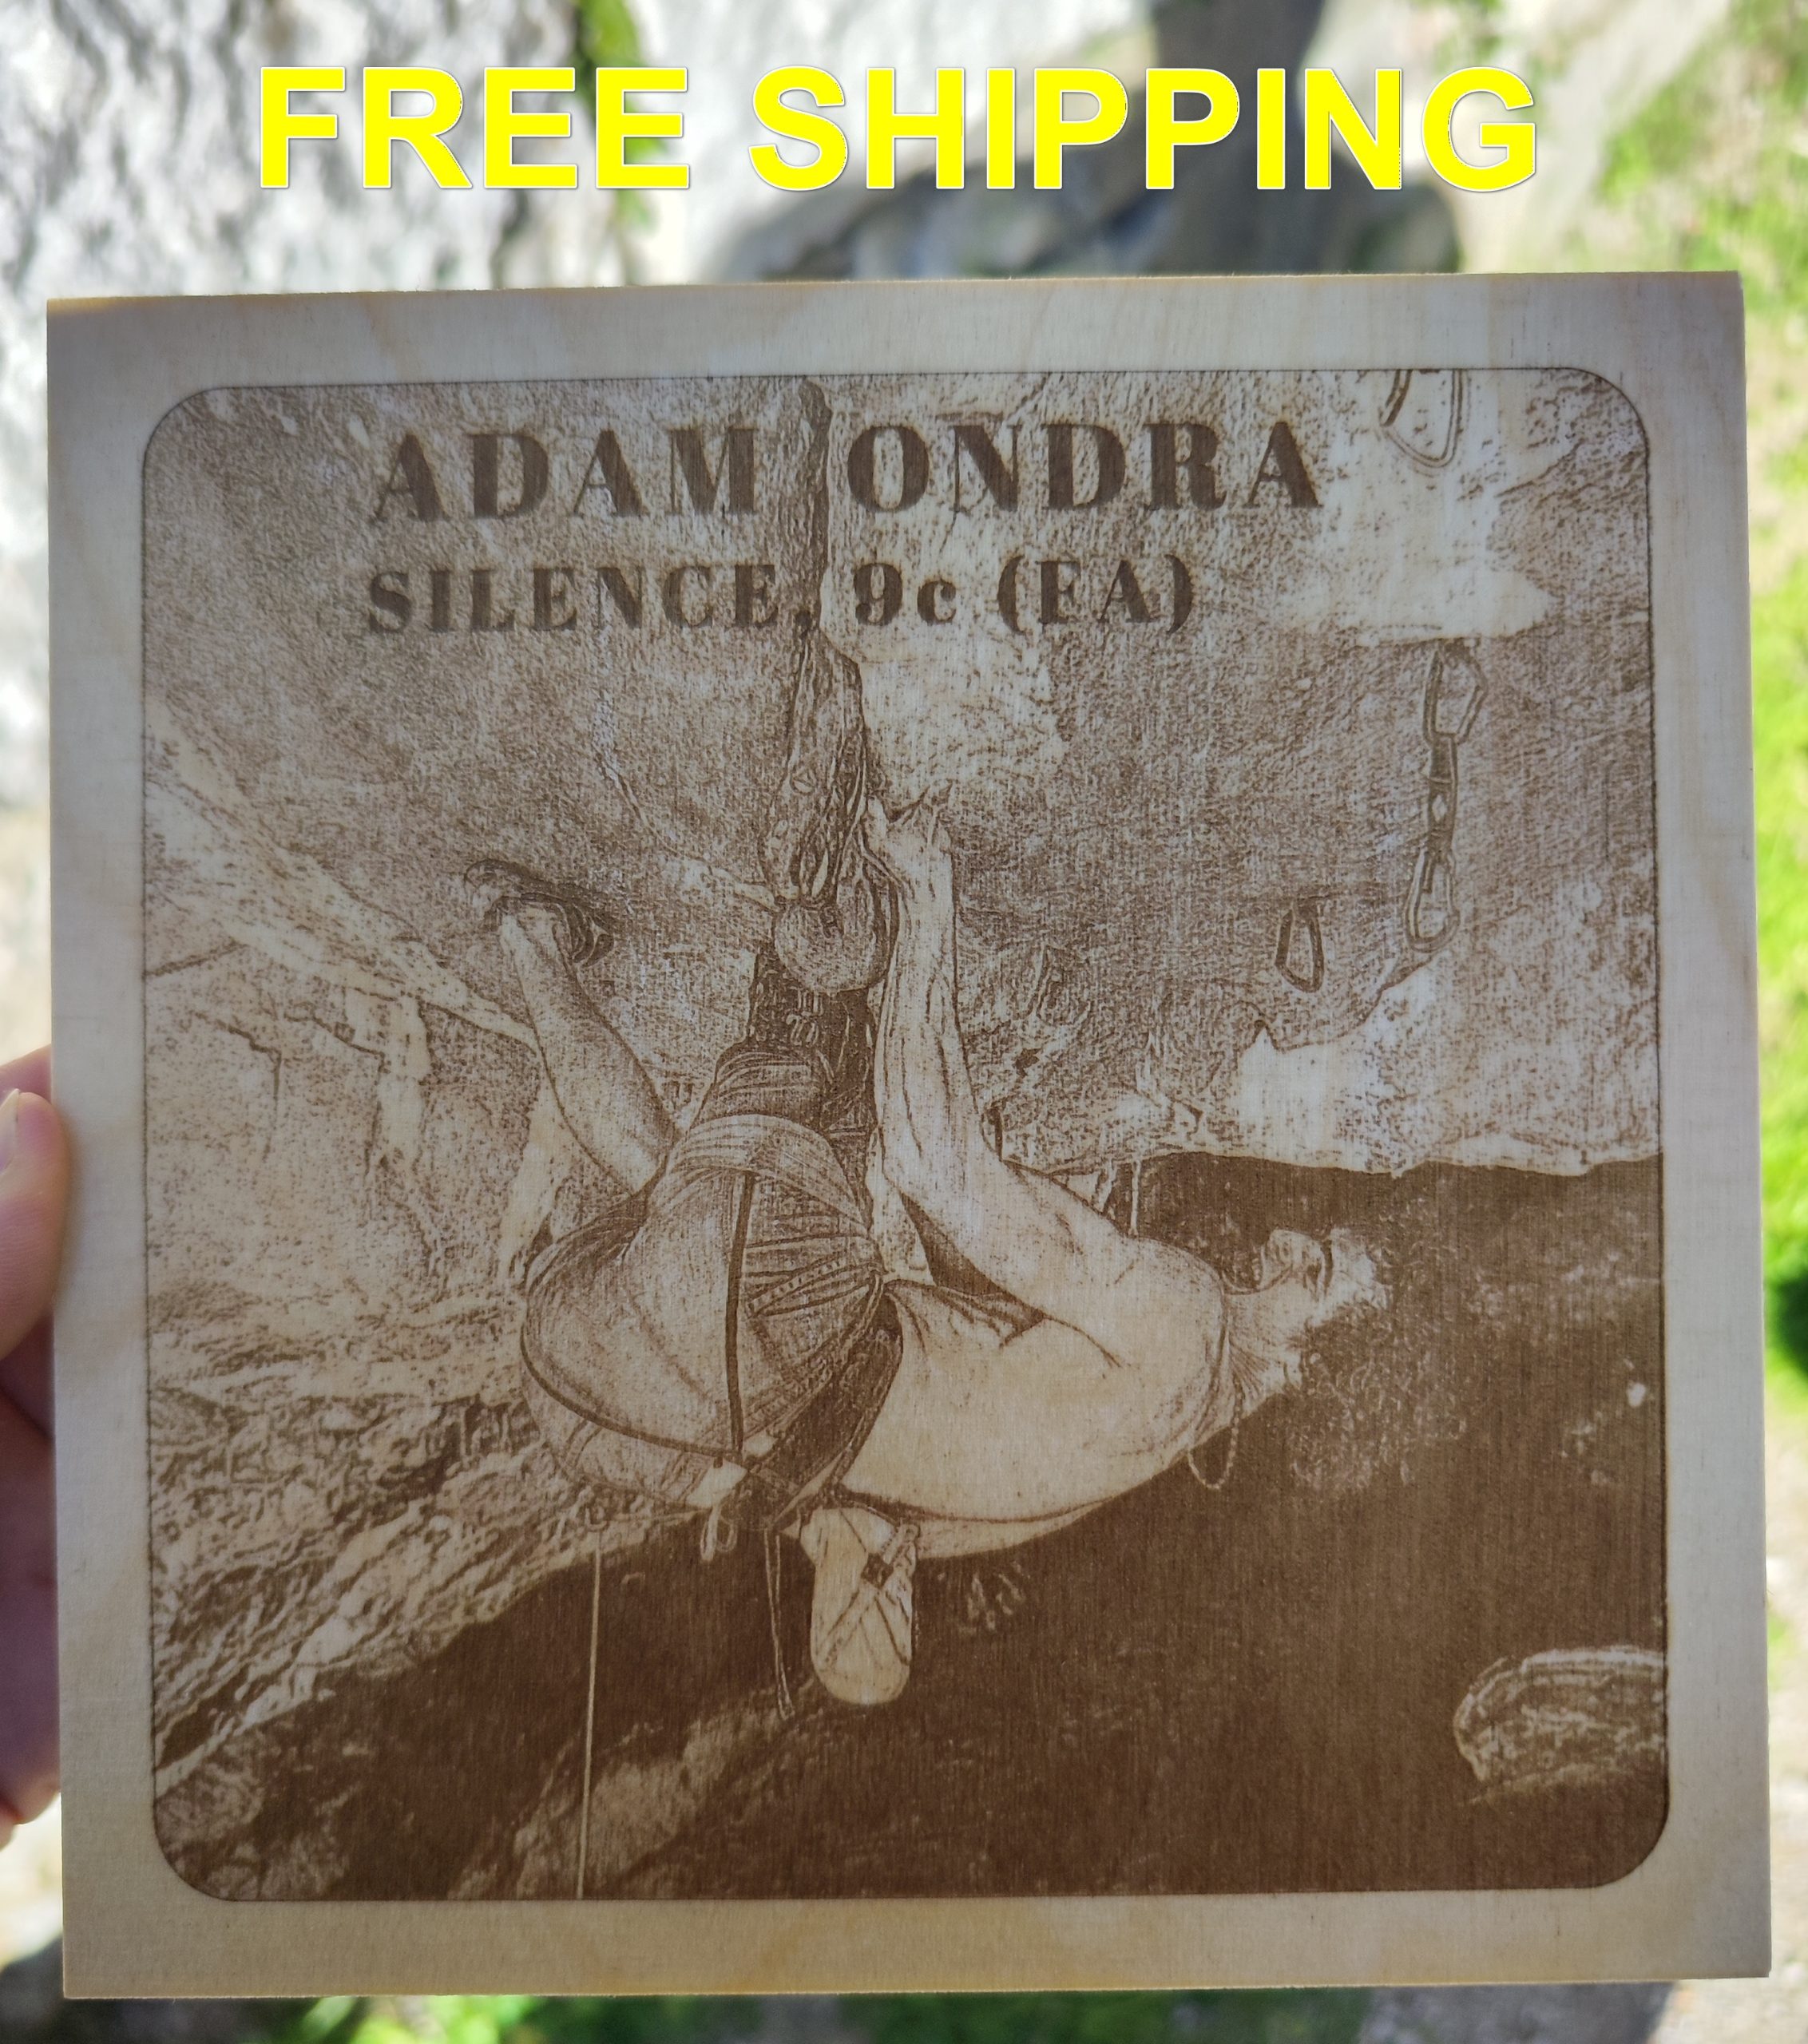 FREE SHIPPING
ADAM ONDRA
SILENCE, 9c (FA)